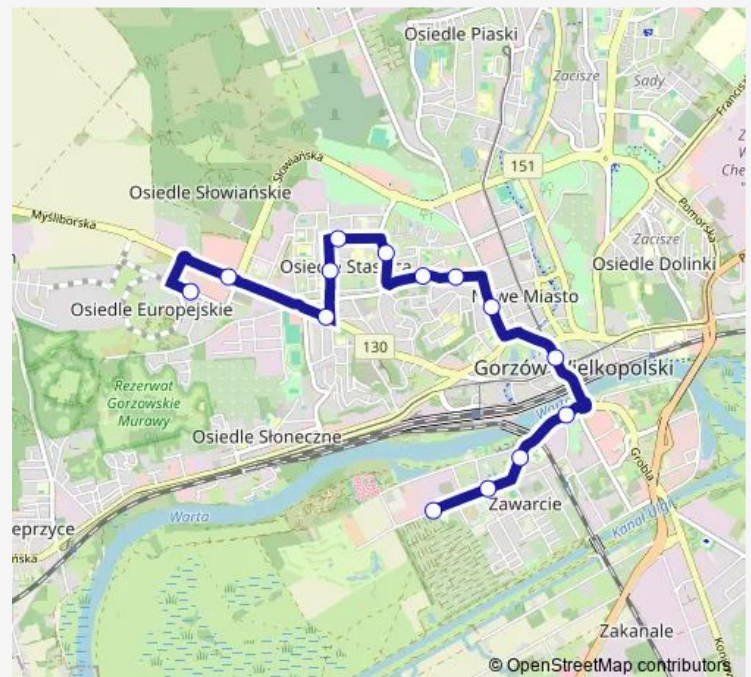 Osiedle Piaski
Zacisze
Sady
Słowiańska
151
Osiedle Słowiańskie
Pomorska
Myśliborska
Zacisze
Osiedle Dolinki
Nowe Miasto
Osiedle Europejskie
130
Gorzów Wielkopolski
Rezerwat
Gorzowskie
Murawy
Warta
Osiedle Słoneczne
Grobla
Zawarcie
Warta
Kanał Ulgi
Zakanale
© OpenStreetMap contributors